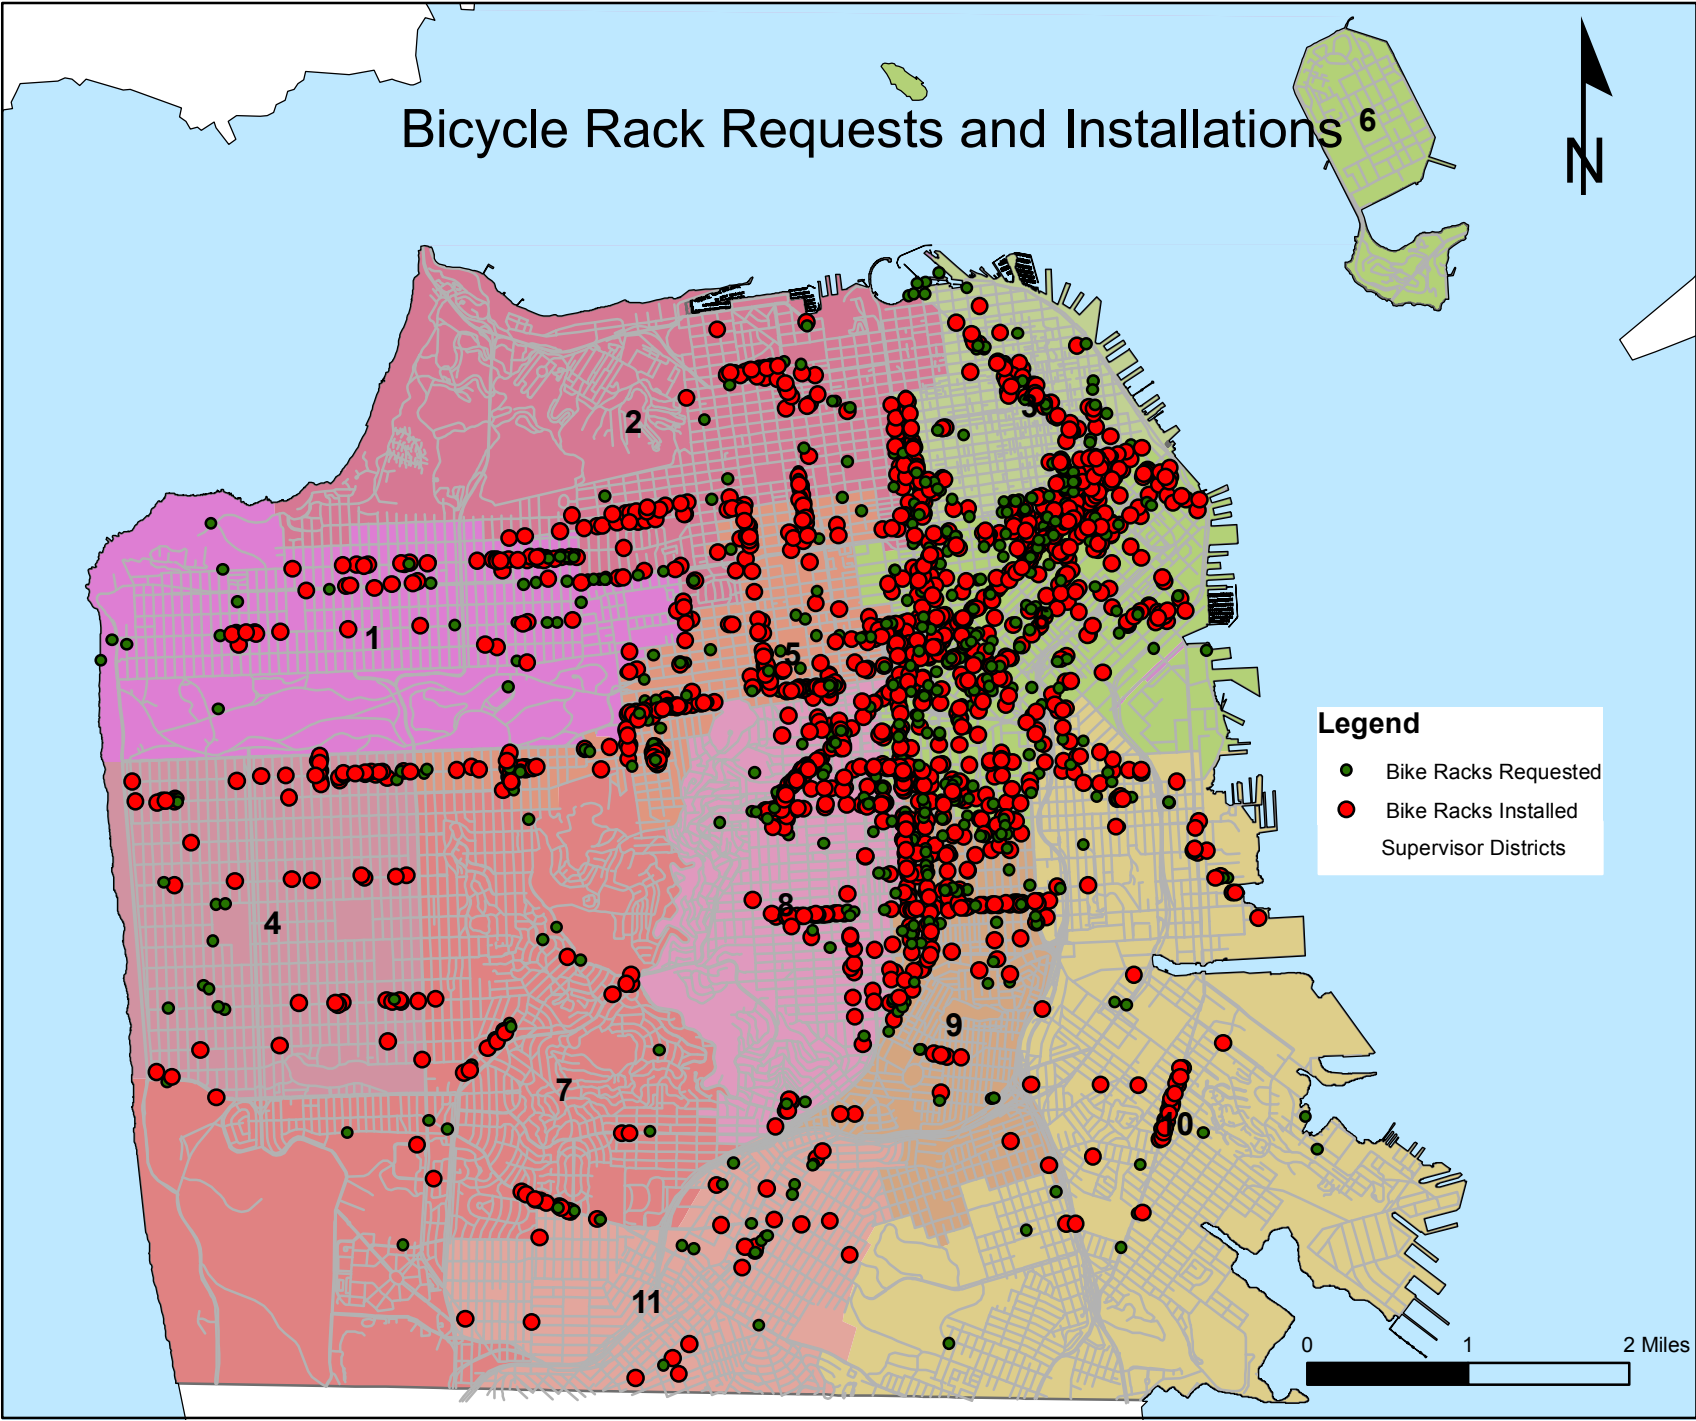 6
Bicycle Rack Requests and Installations
N
2
3
1
5
Legend
Bike Racks Requested
Bike Racks Installed
Supervisor Districts
8
4
9
7
10
11
0 1 2 Miles